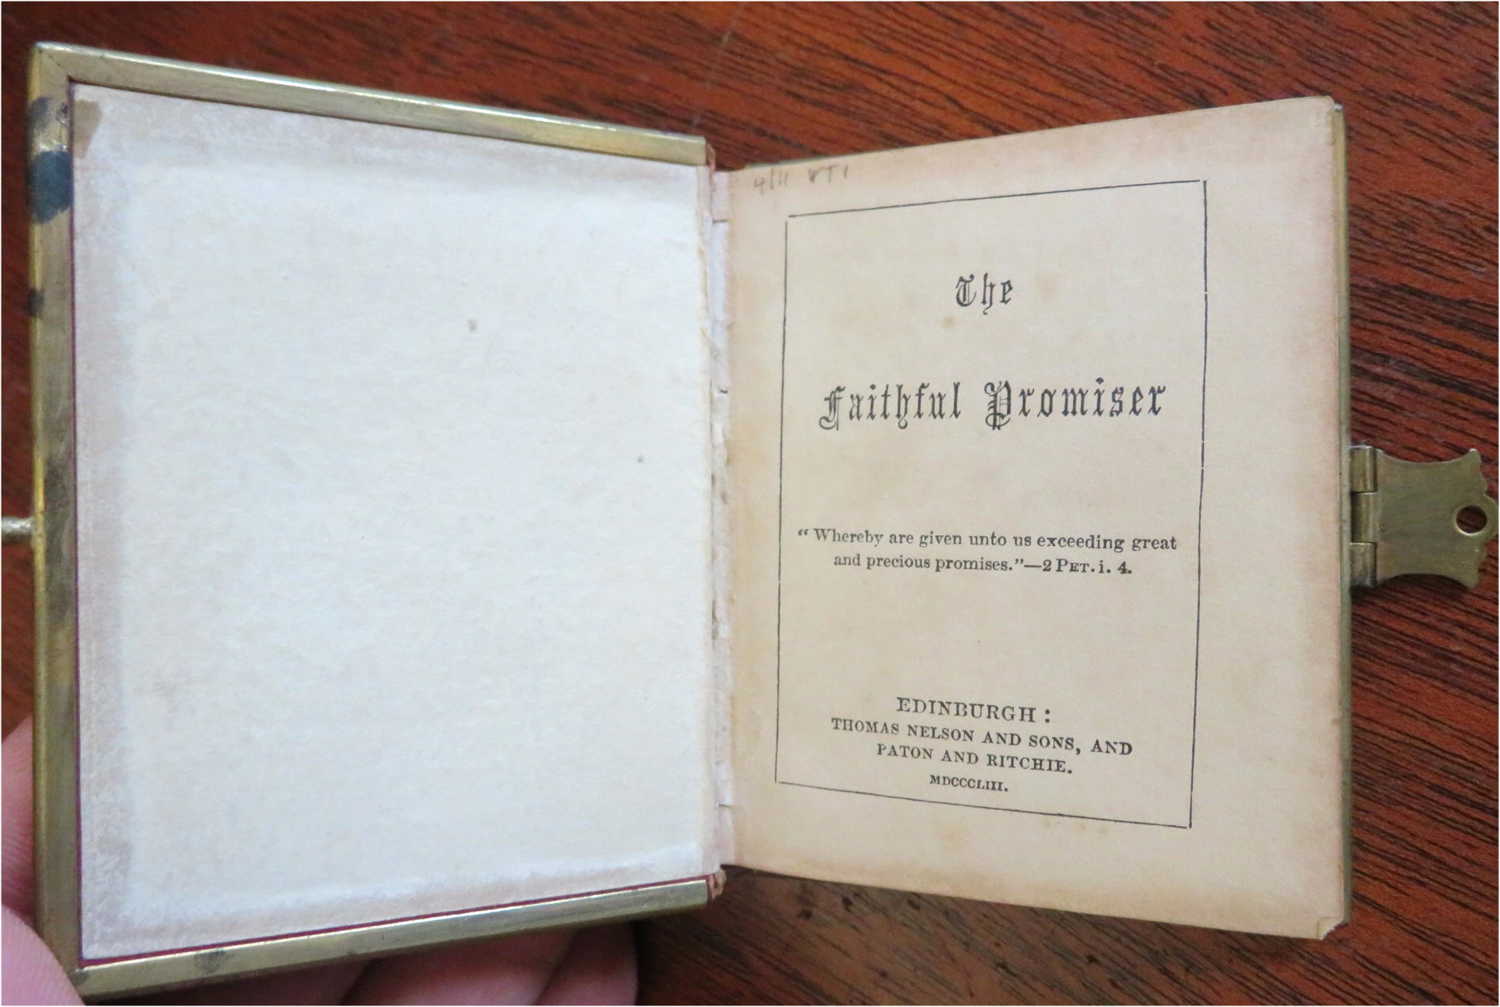 The
Faithful Promiser
“Whereby are given unto us exceeding great
and precious promises.”—2 PET. i. 4.
EDINBURGH:
THOMAS NELSON AND SONS, AND
PATON AND RITCHIE.
MDCCCLIII.